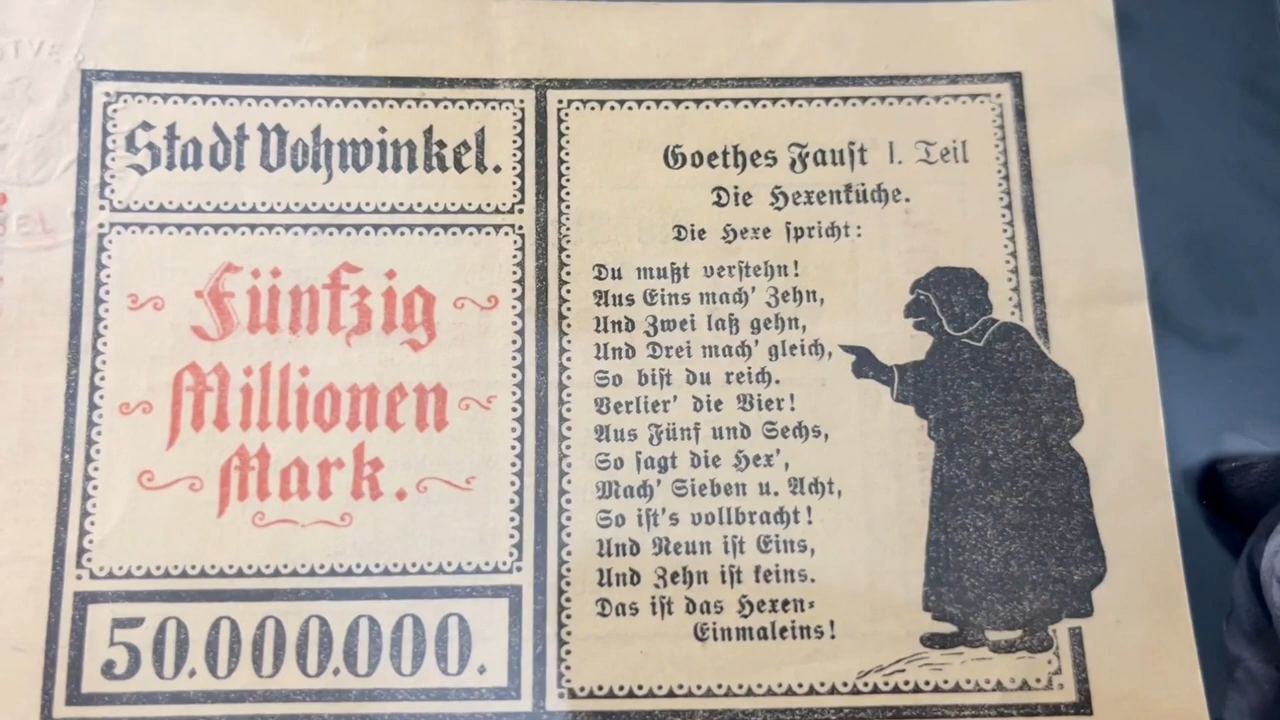 Stadt Vohwinkel.
Fünfzig
Millionen
Mark.
50.000.000.
Goethes Faust I. Teil
Die Hexenküche.
Die Hexe spricht:
Du mußt verstehn!
Aus Eins mach' Zehn,
Und Zwei laß gehn,
Und Drei mach' gleich,
So bist du reich.
Verlier' die Vier!
Aus Fünf und Sechs,
So sagt die Hex',
Mach' Sieben u. Acht,
So ist's vollbracht!
Und Neun ist Eins,
Und Zehn ist keins.
Das ist das Hexen-
Einmaleins!